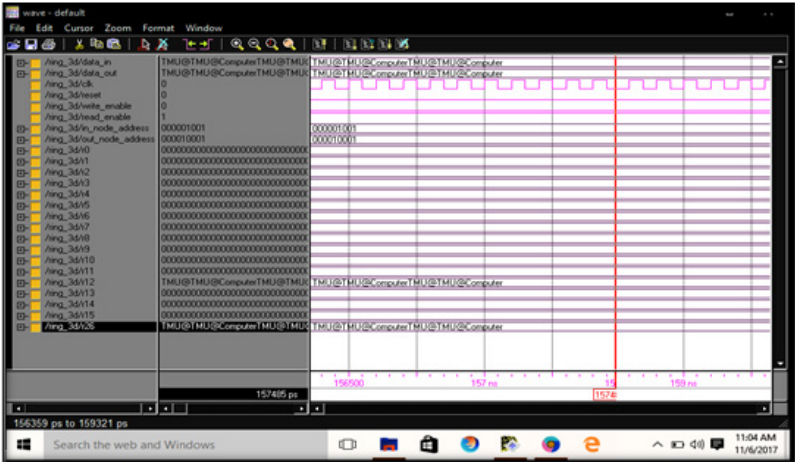 wave - default
File Edit Cursor Zoom Format Window
/ring_3d/data_in TMU@TMU@ComputerTMU@TMU( TMU@TMU@ComputerTMU@TMU@Computer
/ring_3d/data_out TMU@TMU@ComputerTMU@TMU( TMU@TMU@ComputerTMU@TMU@Computer
/ring_3d/clk 0
/ring_3d/reset 0
/ring_3d/write_enable 0
/ring_3d/read_enable 1
/ring_3d/in_node_address 000001001 000001001
/ring_3d/out_node_address 000010001 000010001
/ring_3d/r0
/ring_3d/r1
/ring_3d/r2
/ring_3d/r3
/ring_3d/r4
/ring_3d/r5
/ring_3d/r6
/ring_3d/r7
/ring_3d/r8
/ring_3d/r9
/ring_3d/r10
/ring_3d/r11
/ring_3d/r12 TMU@TMU@ComputerTMU@TMU( TMU@TMU@ComputerTMU@TMU@Computer
/ring_3d/r13
/ring_3d/r14
/ring_3d/r15
/ring_3d/r26 TMU@TMU@ComputerTMU@TMU( TMU@TMU@ComputerTMU@TMU@Computer
156500 157 ns 15 159 ns
157485 ps 1574
156359 ps to 159321 ps
Search the web and Windows 11:04 AM
11/6/2017